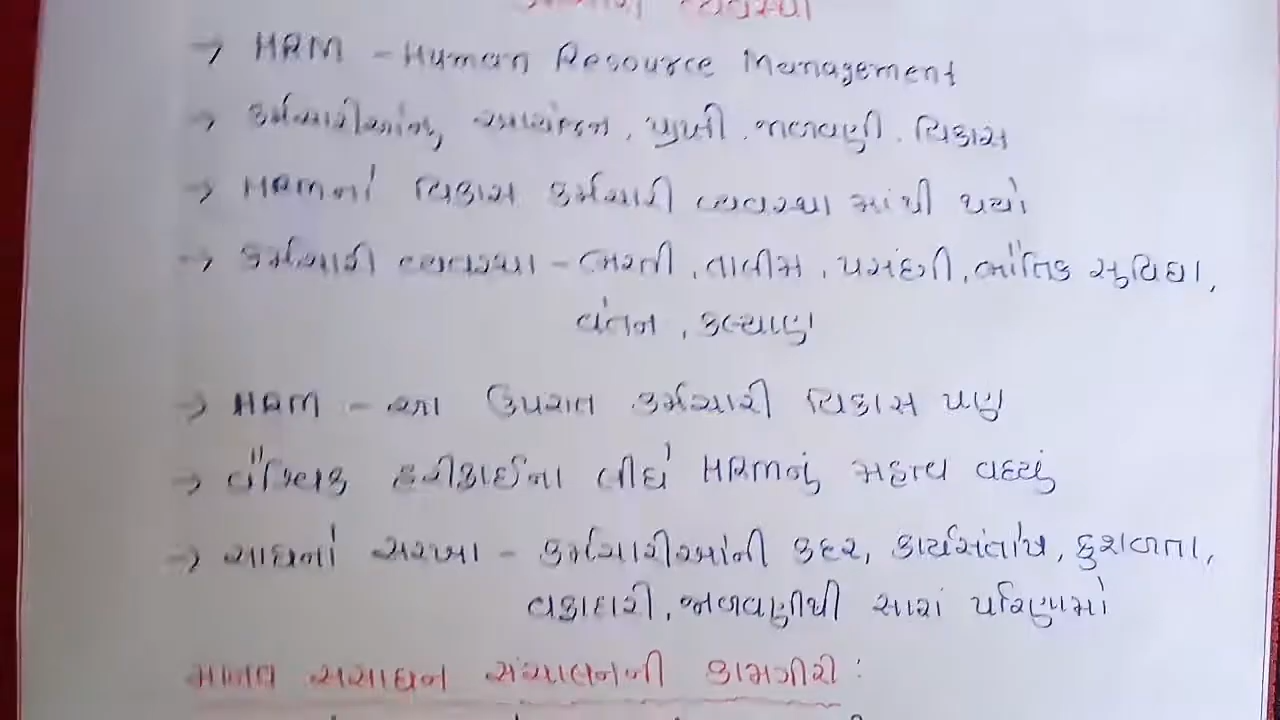 વ્યવસ્થા
→ HRM - Human Resource Management
→ કર્મચારીઓનું આયોજન, પ્રાપ્તી, જાળવણી, વિકાસ
→ HRMનો વિકાસ કર્મચારી વ્યવસ્થા માંથી થયો
→ કર્મચારી વ્યવસ્થા - ભરતી, તાલીમ, પસંદગી, ભૌતિક સુવિધા,
વેતન, કલ્યાણ
→ HRM - આ ઉપરાત કર્મચારી વિકાસ પણ
→ વૈશ્વિક હરીફાઈના લીધે HRMનું મહત્વ વધ્યું
→ સાધનો સરખા - કર્મચારીઓની કદર, કાર્યસંતોષ, કુશળતા,
વફાદારી, જાળવણીથી સારાં પરિણામો
માનવ સંસાધન સંચાલનની કામગીરી :